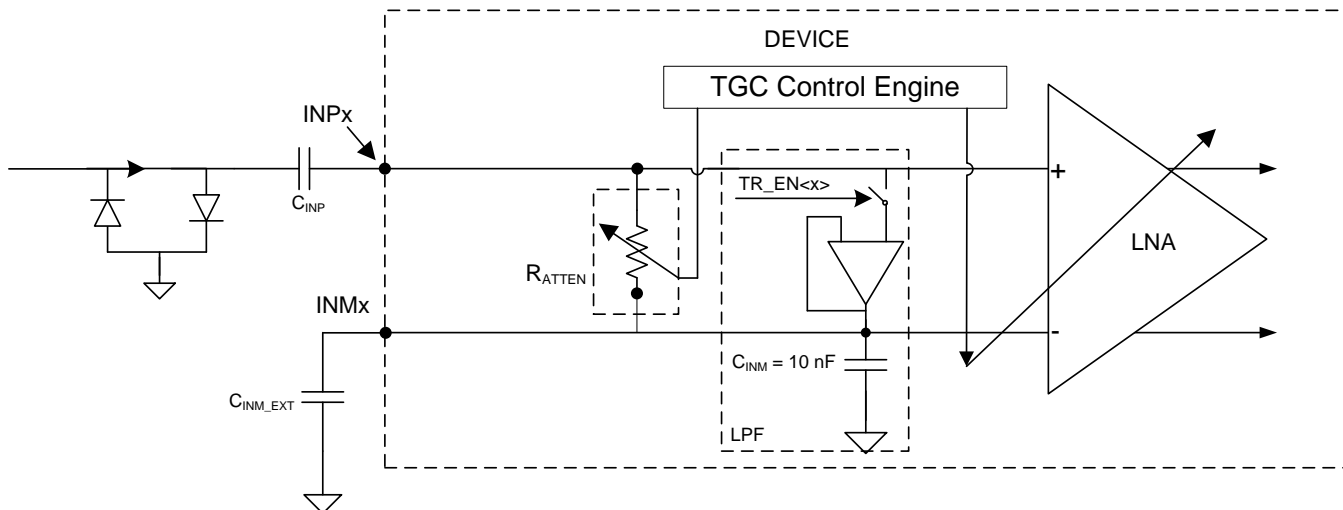 DEVICE
TGC Control Engine
INPx
CINP
TR_EN<x>
+
LNA
RATTEN
INMx
-
CINM = 10 nF
CINM_EXT
LPF